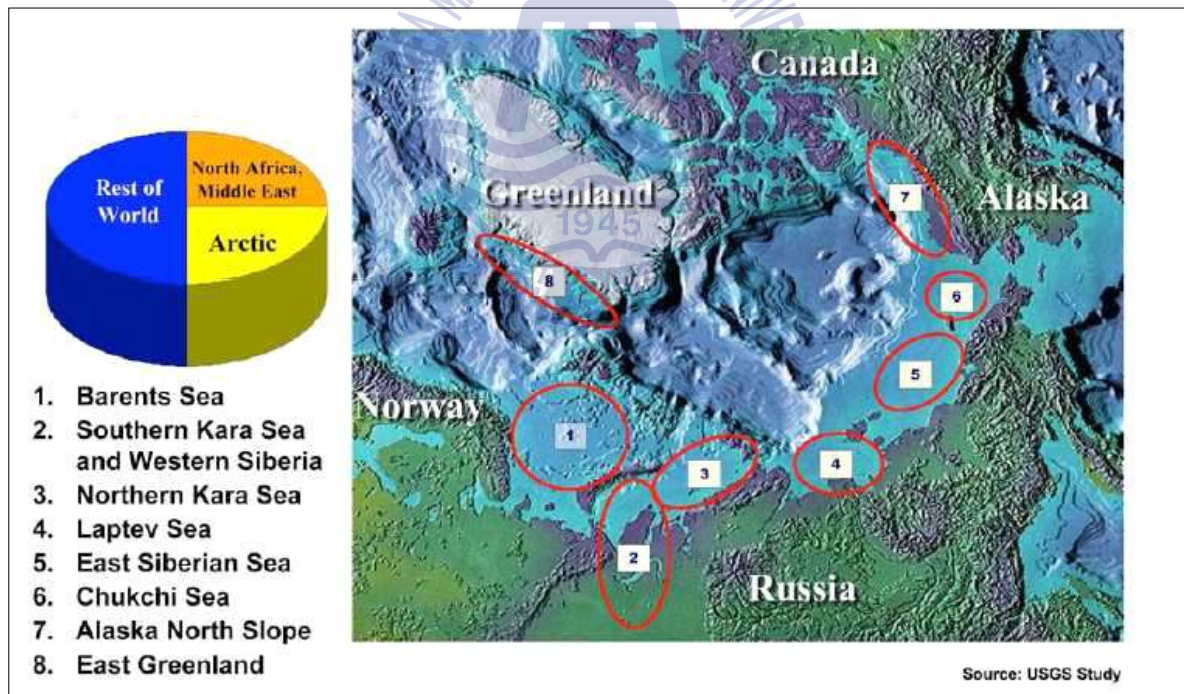 Rest of
World
North Africa,
Middle East
Arctic
1. Barents Sea
2. Southern Kara Sea
and Western Siberia
3. Northern Kara Sea
4. Laptev Sea
5. East Siberian Sea
6. Chukchi Sea
7. Alaska North Slope
8. East Greenland
Canada
Greenland
Alaska
1945
Norway
Russia
7
8
6
5
1
3
4
2
Source: USGS Study